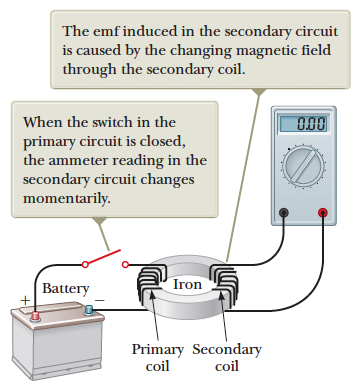 The emf induced in the secondary circuit
is caused by the changing magnetic field
through the secondary coil.
When the switch in the
primary circuit is closed,
the ammeter reading in the
secondary circuit changes
momentarily.
0.00
Battery
+
−
Iron
Primary
coil
Secondary
coil